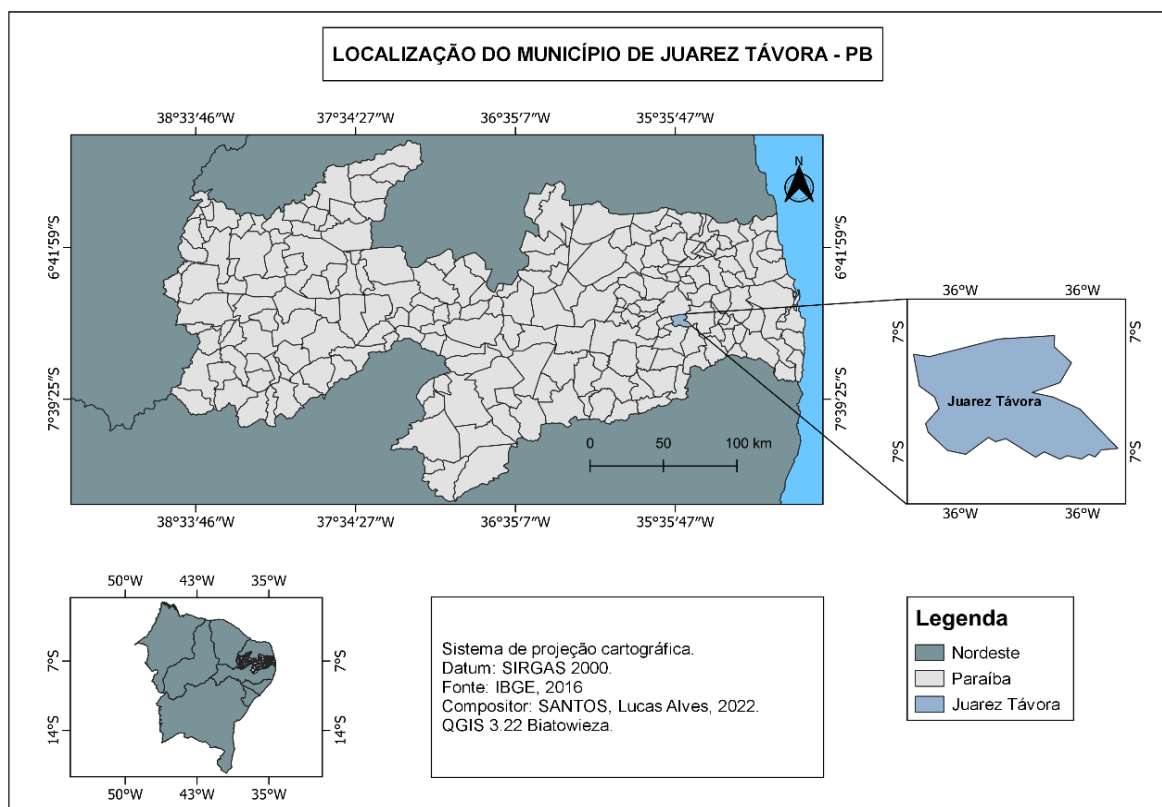 LOCALIZAÇÃO DO MUNICÍPIO DE JUAREZ TÁVORA - PB
38°33′46″W 37°34′27″W 36°35′7″W 35°35′47″W
N
6°41′59″S 6°41′59″S
36°W 36°W
7°S 7°S
7°39′25″S 7°39′25″S
Juarez Távora
0 50 100 km
7°S 7°S
36°W 36°W
38°33′46″W 37°34′27″W 36°35′7″W 35°35′47″W
50°W 43°W 35°W
7°S 7°S
14°S 14°S
50°W 43°W 35°W
Sistema de projeção cartográfica.
Datum: SIRGAS 2000.
Fonte: IBGE, 2016
Compositor: SANTOS, Lucas Alves, 2022.
QGIS 3.22 Biatowieza.
Legenda
Nordeste
Paraíba
Juarez Távora